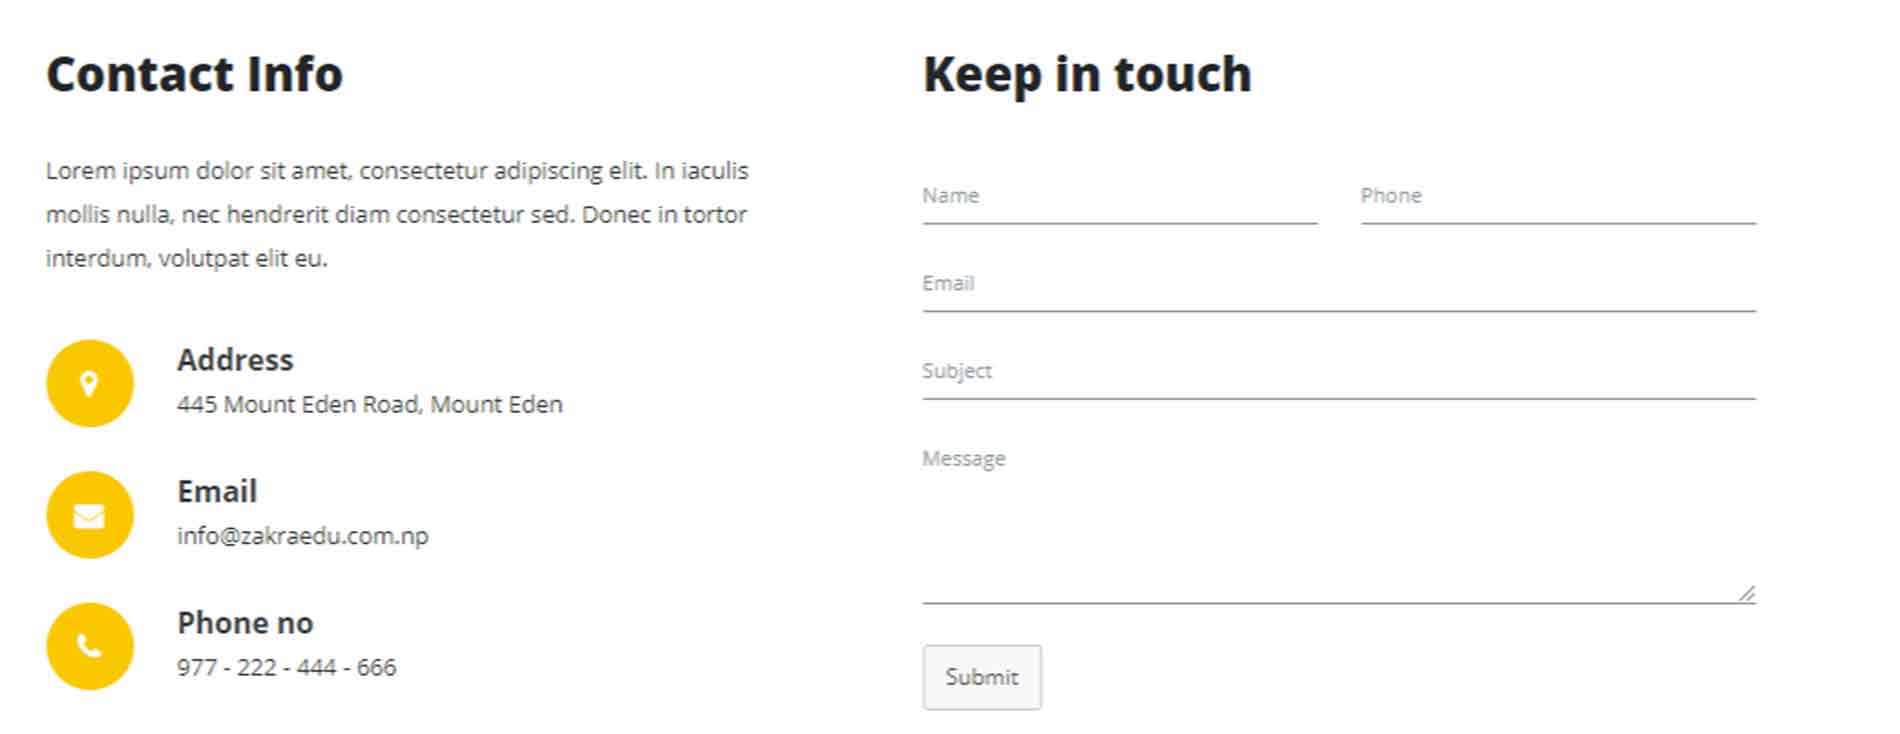 Contact Info
Lorem ipsum dolor sit amet, consectetur adipiscing elit. In iaculis
mollis nulla, nec hendrerit diam consectetur sed. Donec in tortor
interdum, volutpat elit eu.
Address
445 Mount Eden Road, Mount Eden
Email
info@zakraedu.com.np
Phone no
977 - 222 - 444 - 666
Keep in touch
Name
Phone
Email
Subject
Message
Submit